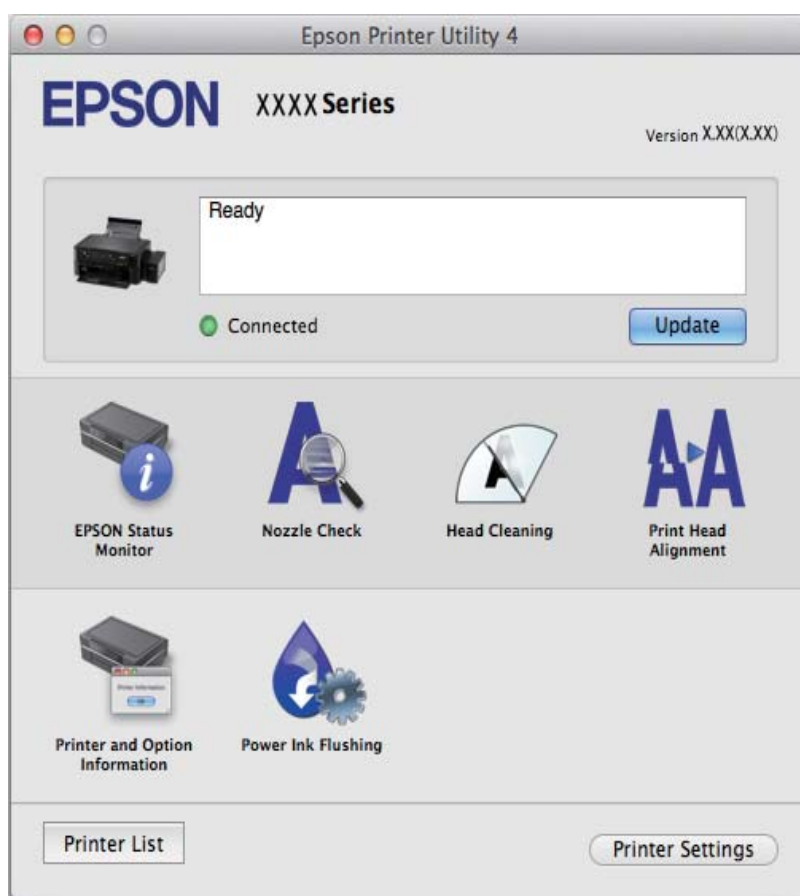 Epson Printer Utility 4
EPSON XXXX Series
Version X.XX(X.XX)
Ready
Connected
Update
EPSON Status
Monitor
Nozzle Check
Head Cleaning
Print Head
Alignment
Printer and Option
Information
Power Ink Flushing
Printer List
Printer Settings